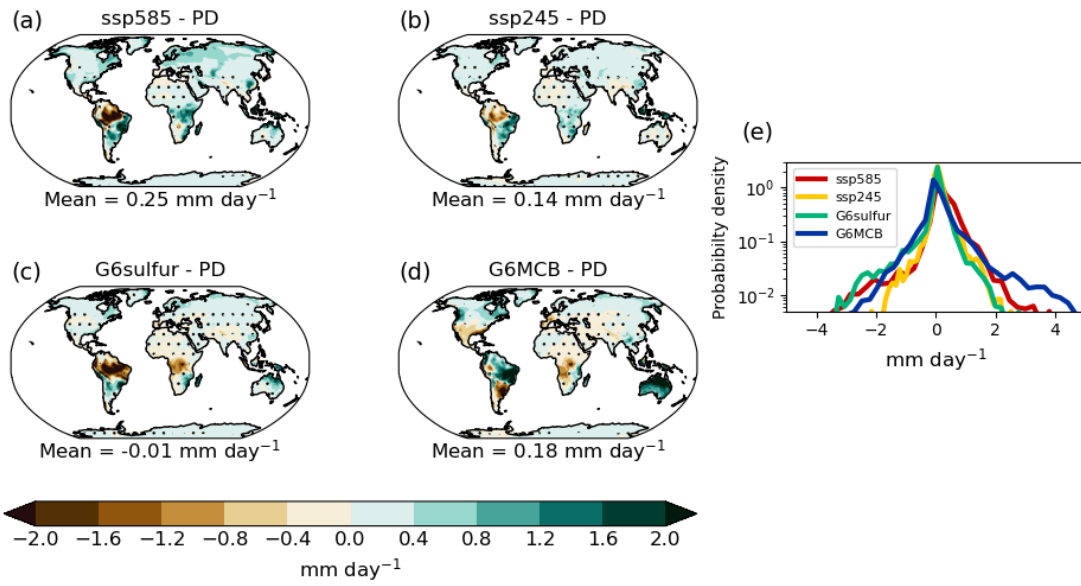 (a)
ssp585 - PD
Mean = 0.25 mm day⁻¹
(b)
ssp245 - PD
Mean = 0.14 mm day⁻¹
(c)
G6sulfur - PD
Mean = -0.01 mm day⁻¹
(d)
G6MCB - PD
Mean = 0.18 mm day⁻¹
−2.0 −1.6 −1.2 −0.8 −0.4 0.0 0.4 0.8 1.2 1.6 2.0
mm day⁻¹
(e)
Probabilty density
10⁰
10⁻¹
10⁻²
ssp585
ssp245
G6sulfur
G6MCB
−4 −2 0 2 4
mm day⁻¹